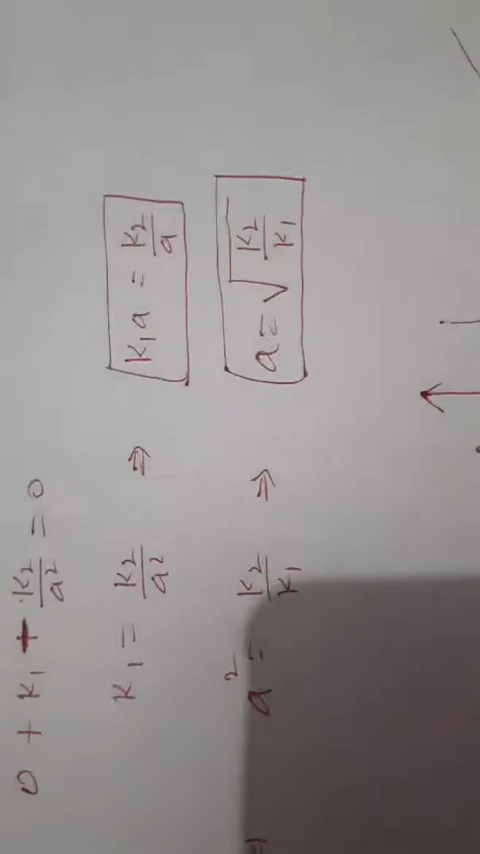 0 + K₁ + K₂/a² = 0
K₁ = K₂/a² ⇒ K₁a = K₂/a
a² = K₂/K₁ ⇒ a = √(K₂/K₁)